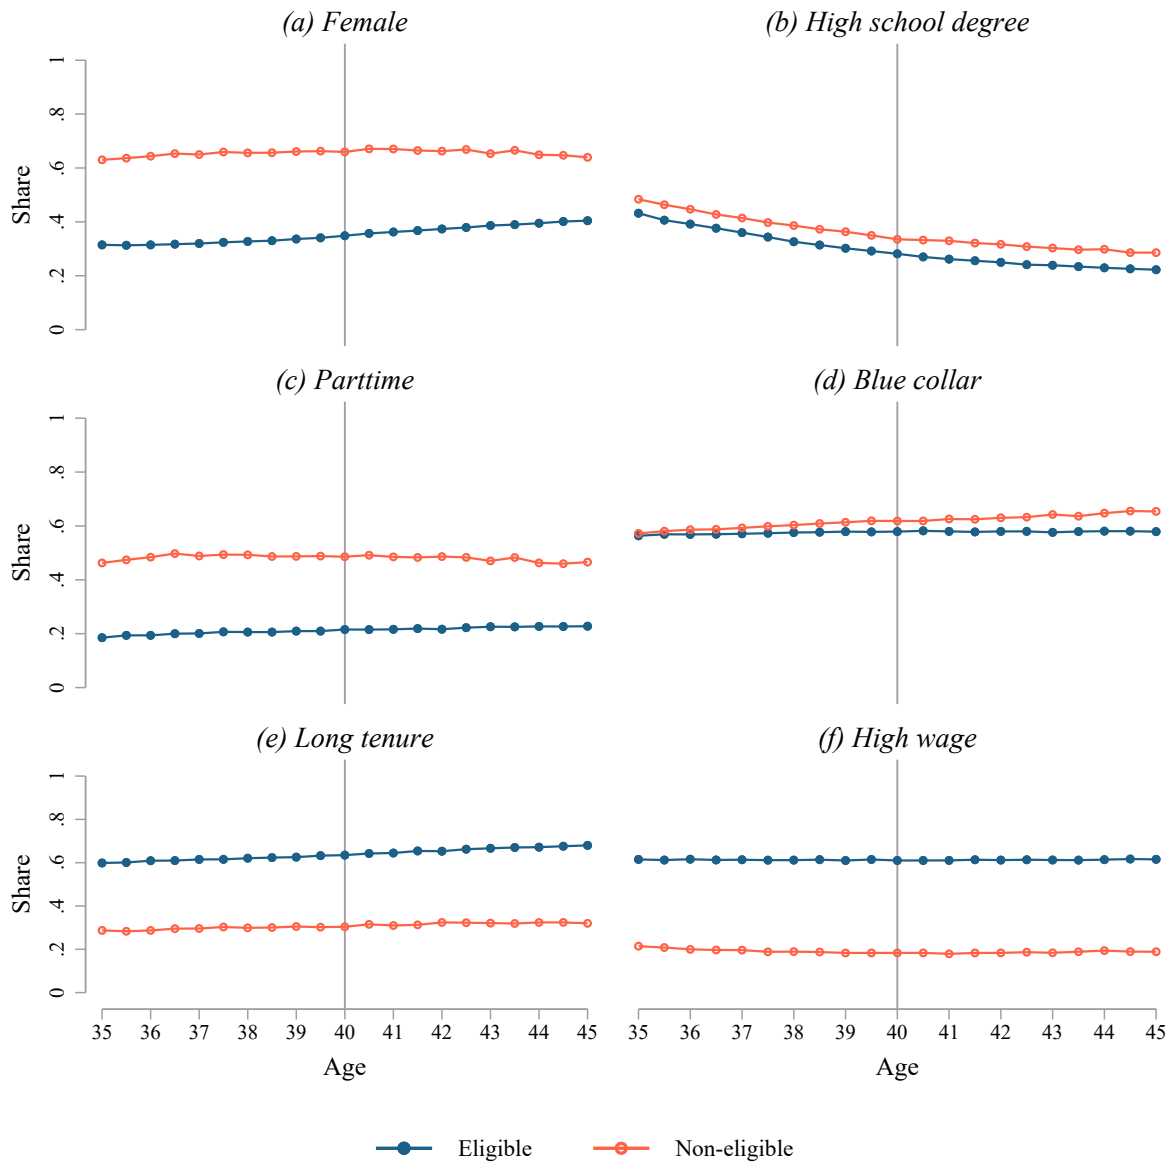 (a) Female
(b) High school degree
Share
1
.8
.6
.4
.2
0
(c) Parttime
(d) Blue collar
Share
1
.8
.6
.4
.2
0
(e) Long tenure
(f) High wage
Share
1
.8
.6
.4
.2
0
35 36 37 38 39 40 41 42 43 44 45
35 36 37 38 39 40 41 42 43 44 45
Age
Age
Eligible
Non-eligible